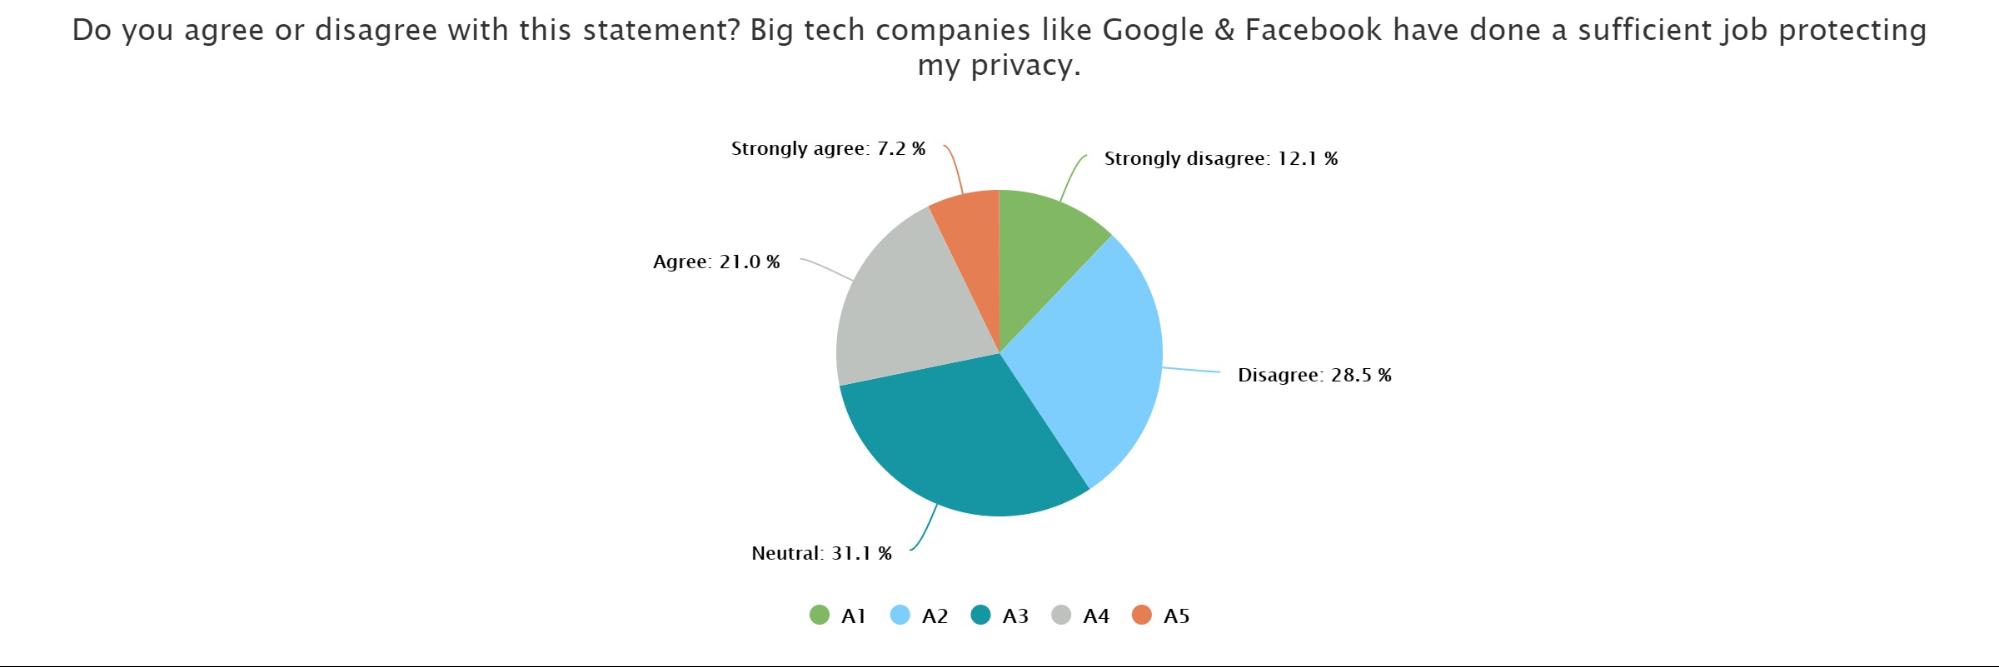 Do you agree or disagree with this statement? Big tech companies like Google & Facebook have done a sufficient job protecting
my privacy.
Strongly agree: 7.2 %
Strongly disagree: 12.1 %
Agree: 21.0 %
Disagree: 28.5 %
Neutral: 31.1 %
A1 A2 A3 A4 A5